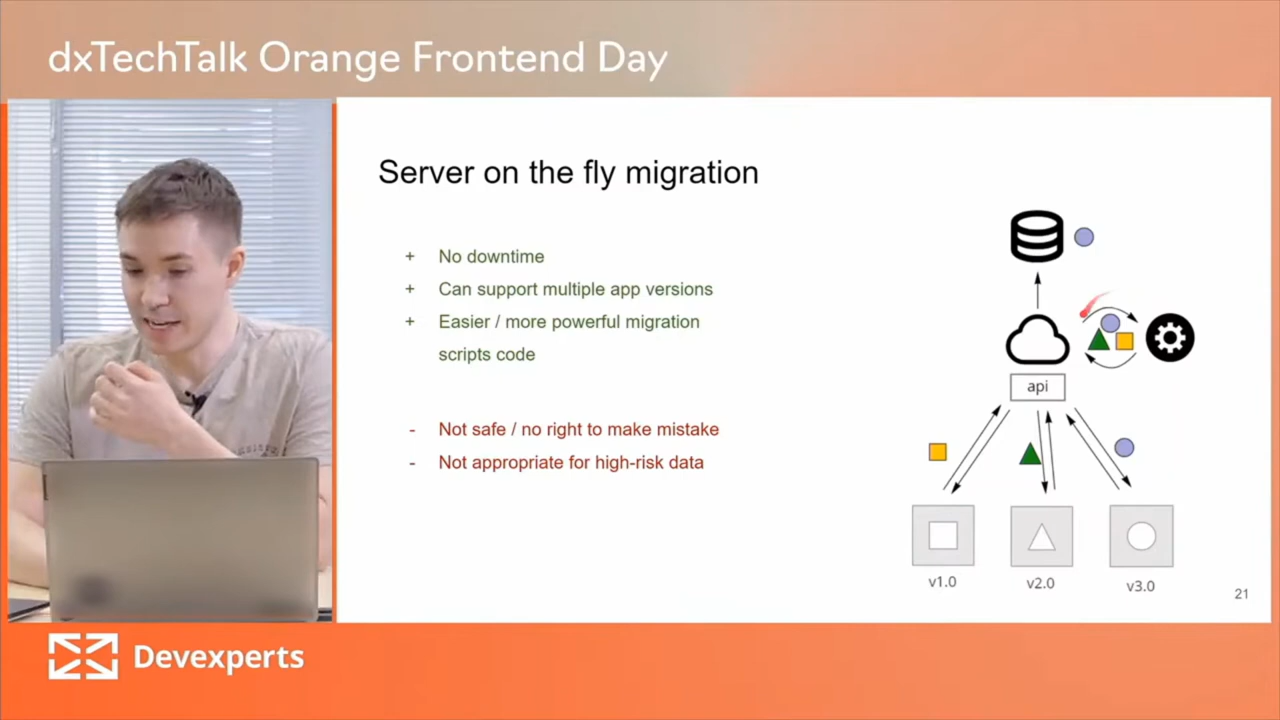 dxTechTalk Orange Frontend Day
Server on the fly migration
+ No downtime
+ Can support multiple app versions
+ Easier / more powerful migration
scripts code
- Not safe / no right to make mistake
- Not appropriate for high-risk data
api
v1.0
v2.0
v3.0
21
Devexperts